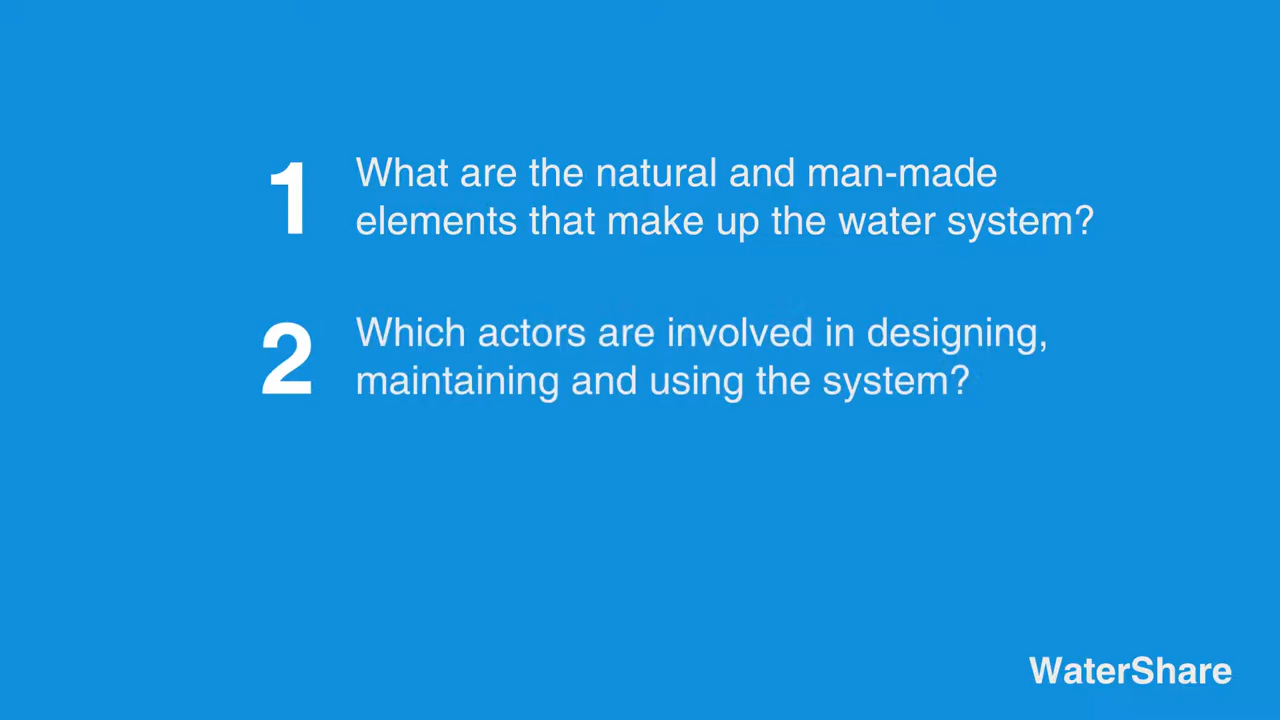 1 What are the natural and man-made
elements that make up the water system?
2 Which actors are involved in designing,
maintaining and using the system?
WaterShare